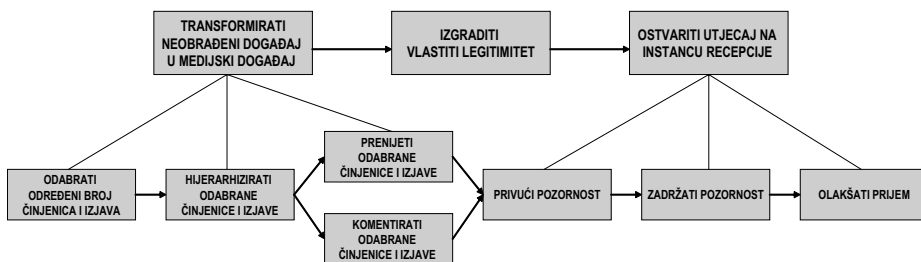 TRANSFORMIRATI
NEOBRAĐENI DOGAĐAJ
U MEDIJSKI DOGAĐAJ
IZGRADITI
VLASTITI LEGITIMITET
OSTVARITI UTJECAJ NA
INSTANCU RECEPCIJE
ODABRATI
ODREĐENI BROJ
ČINJENICA I IZJAVA
HIJERARHIZIRATI
ODABRANE
ČINJENICE I IZJAVE
PRENIJETI
ODABRANE
ČINJENICE I IZJAVE
KOMENTIRATI
ODABRANE
ČINJENICE I IZJAVE
PRIVUĆI POZORNOST
ZADRŽATI POZORNOST
OLAKŠATI PRIJEM